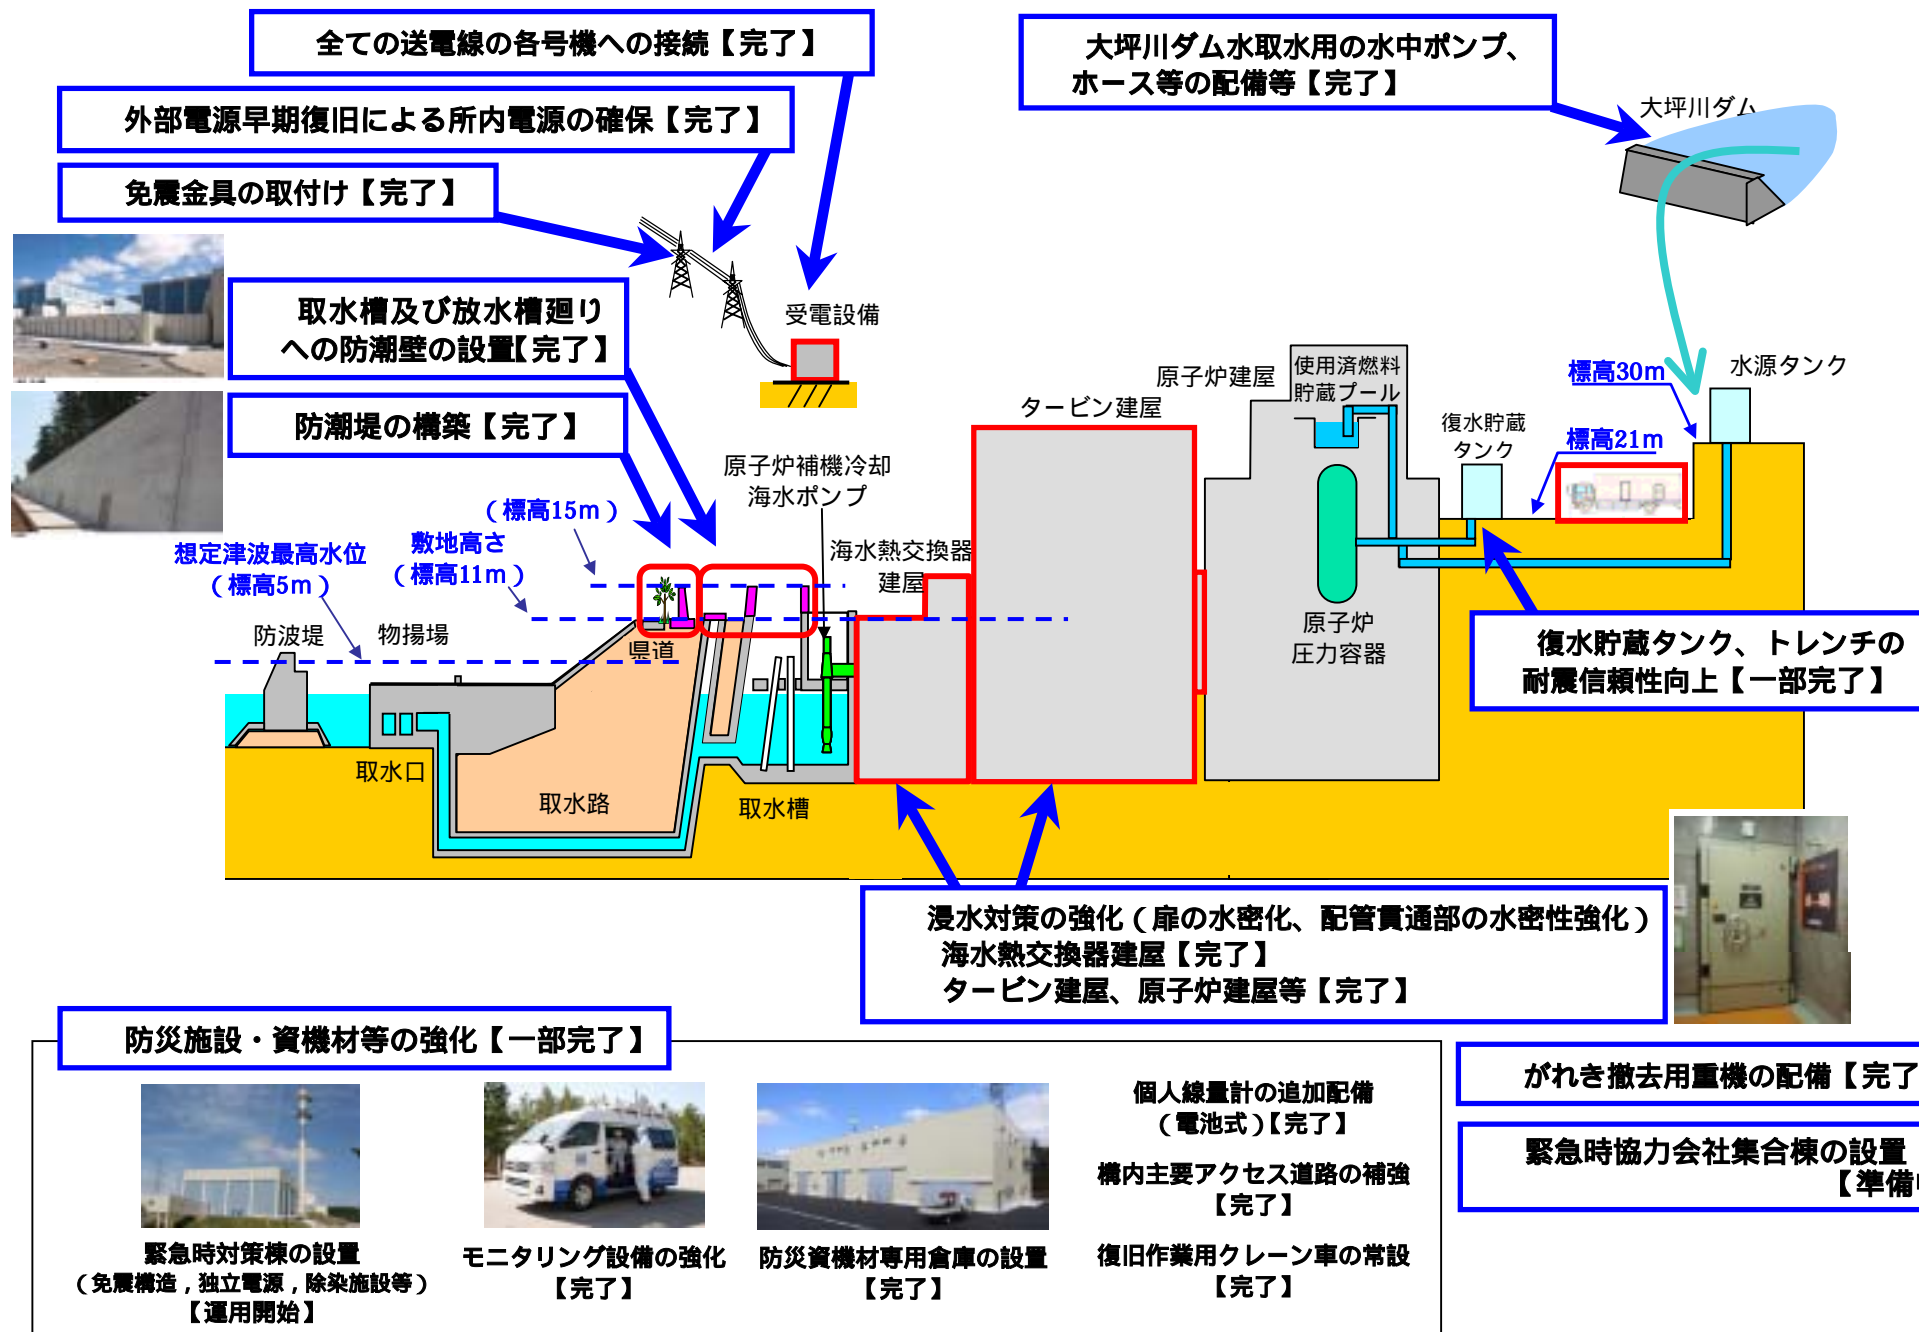 全ての送電線の各号機への接続【完了】
大坪川ダム水取水用の水中ポンプ、
ホース等の配備等【完了】
外部電源早期復旧による所内電源の確保【完了】
大坪川ダム
免震金具の取付け【完了】
取水槽及び放水槽廻り
への防潮壁の設置【完了】
受電設備
防潮堤の構築【完了】
タービン建屋
原子炉建屋
使用済燃料
貯蔵プール
標高30m
水源タンク
復水貯蔵
タンク
標高21m
原子炉補機冷却
海水ポンプ
（標高15m）
想定津波最高水位
（標高5m）
敷地高さ
（標高11m）
海水熱交換器
建屋
防波堤
物揚場
県道
原子炉
圧力容器
復水貯蔵タンク、トレンチの
耐震信頼性向上【一部完了】
取水口
取水路
取水槽
浸水対策の強化（扉の水密化、配管貫通部の水密性強化）
海水熱交換器建屋【完了】
タービン建屋、原子炉建屋等【完了】
防災施設・資機材等の強化【一部完了】
緊急時対策棟の設置
（免震構造，独立電源，除染施設等）
【運用開始】
モニタリング設備の強化
【完了】
防災資機材専用倉庫の設置
【完了】
個人線量計の追加配備
（電池式）【完了】
構内主要アクセス道路の補強
【完了】
復旧作業用クレーン車の常設
【完了】
がれき撤去用重機の配備【完了
緊急時協力会社集合棟の設置
【準備